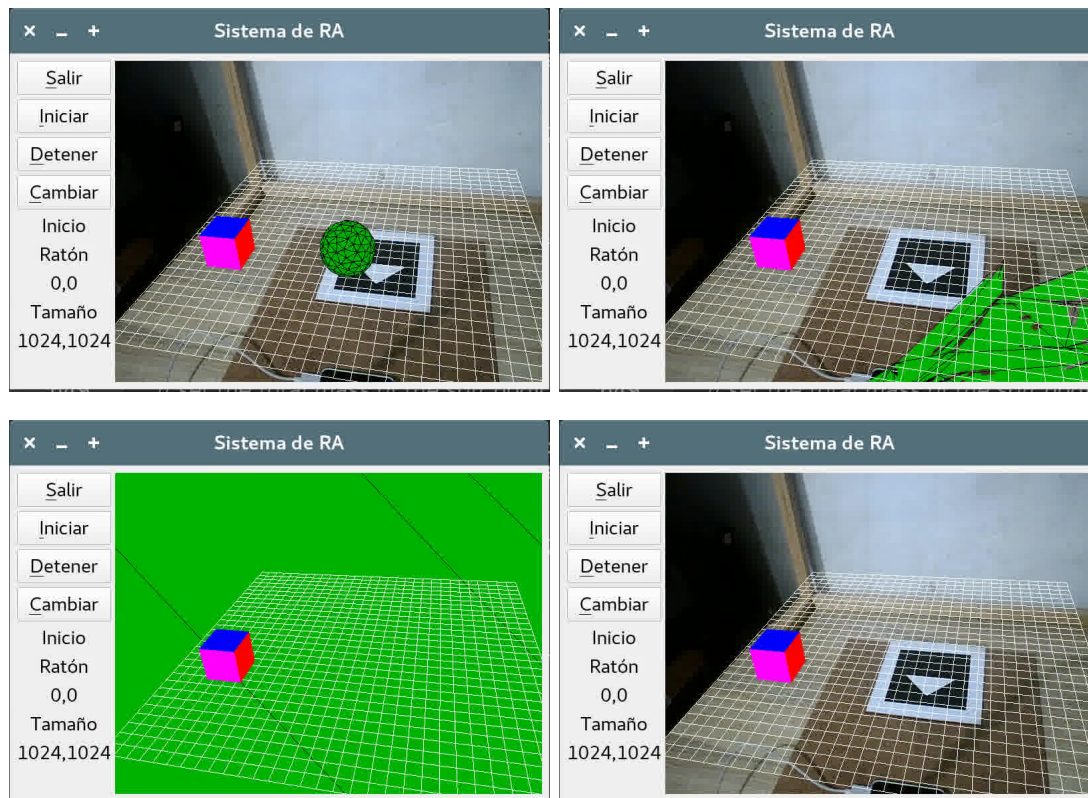 Sistema de RA
Salir
Iniciar
Detener
Cambiar
Inicio
Ratón
0,0
Tamaño
1024,1024
Sistema de RA
Salir
Iniciar
Detener
Cambiar
Inicio
Ratón
0,0
Tamaño
1024,1024
Sistema de RA
Salir
Iniciar
Detener
Cambiar
Inicio
Ratón
0,0
Tamaño
1024,1024
Sistema de RA
Salir
Iniciar
Detener
Cambiar
Inicio
Ratón
0,0
Tamaño
1024,1024